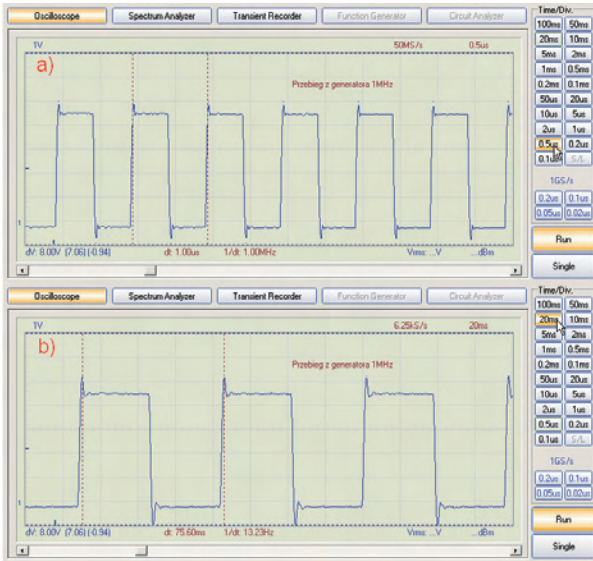 Oscilloscope Spectrum Analyzer Transient Recorder Function Generator Circuit Analyzer
1V 50MS/s 0.5us
a)
Przebieg z generatora 1MHz
1
dV: 8.00V (7.06) (-0.94) dt: 1.00us 1/dt: 1.00MHz Vrms: ...V ...dBm
Time/Div.
100ms 50ms
20ms 10ms
5ms 2ms
1ms 0.5ms
0.2ms 0.1ms
50us 20us
10us 5us
2us 1us
0.5us 0.2us
0.1us S/L
1GS/s
0.2us 0.1us
0.05us 0.02us
Run
Single
Oscilloscope Spectrum Analyzer Transient Recorder Function Generator Circuit Analyzer
1V 6.25kS/s 20ms
b)
Przebieg z generatora 1MHz
1
dV: 8.00V (7.06) (-0.94) dt: 75.60ms 1/dt: 13.23Hz Vrms: ...V ...dBm
Time/Div.
100ms 50ms
20ms 10ms
5ms 2ms
1ms 0.5ms
0.2ms 0.1ms
50us 20us
10us 5us
2us 1us
0.5us 0.2us
0.1us S/L
1GS/s
0.2us 0.1us
0.05us 0.02us
Run
Single